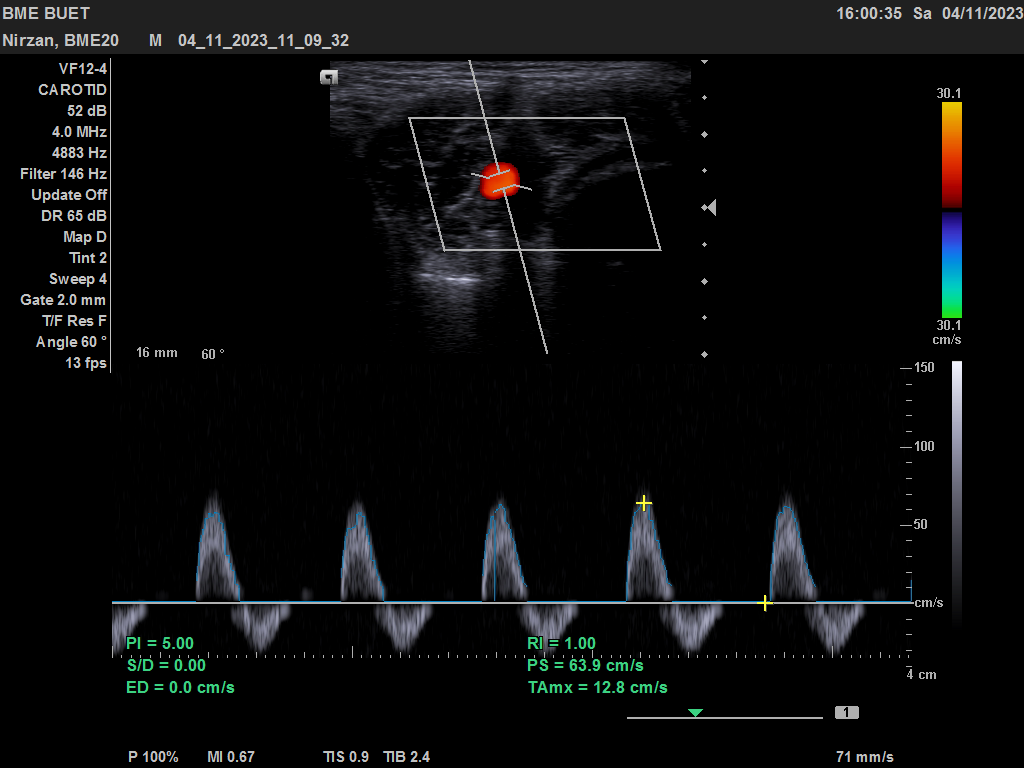 BME BUET 16:00:35 Sa 04/11/2023
Nirzan, BME20 M 04_11_2023_11_09_32
VF12-4
CAROTID
52 dB
4.0 MHz
4883 Hz
Filter 146 Hz
Update Off
DR 65 dB
Map D
Tint 2
Sweep 4
Gate 2.0 mm
T/F Res F
Angle 60 °
13 fps
16 mm 60 °
30.1
30.1
cm/s
150
100
50
cm/s
4 cm
PI = 5.00
S/D = 0.00
ED = 0.0 cm/s
RI = 1.00
PS = 63.9 cm/s
TAmx = 12.8 cm/s
1
P 100% MI 0.67 TIS 0.9 TIB 2.4 71 mm/s